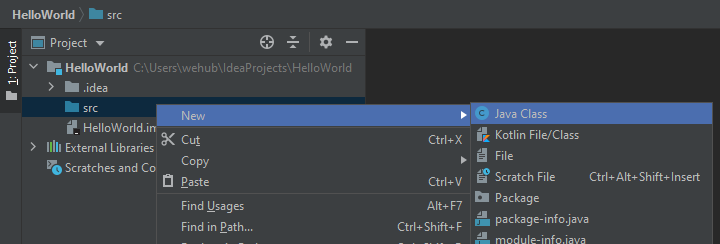 HelloWorld src
Project
1: Project
HelloWorld C:\Users\wehub\IdeaProjects\HelloWorld
.idea
src
HelloWorld.im
External Libraries
Scratches and Co
New
Cut Ctrl+X
Copy
Paste Ctrl+V
Find Usages Alt+F7
Find in Path... Ctrl+Shift+F
Java Class
Kotlin File/Class
File
Scratch File Ctrl+Alt+Shift+Insert
Package
package-info.java
module-info.java